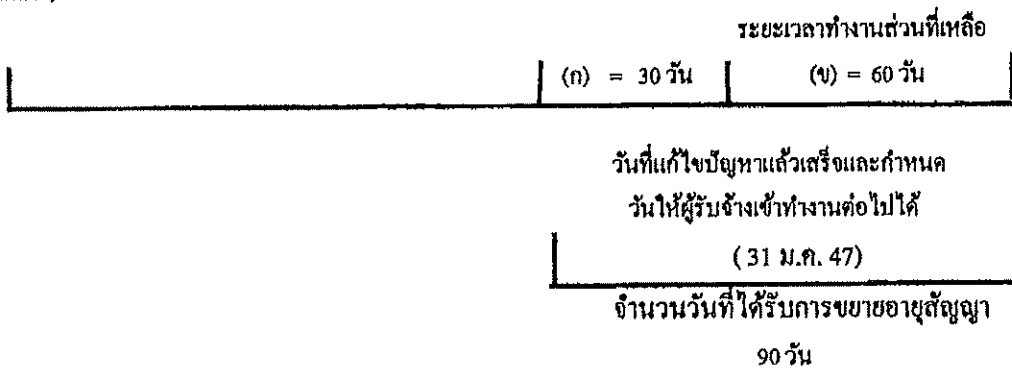 ระยะเวลาทำงานส่วนที่เหลือ
(ก) = 30 วัน (ข) = 60 วัน
วันที่แก้ไขปัญหาแล้วเสร็จและกำหนด
วันให้ผู้รับจ้างเข้าทำงานต่อไปได้
( 31 ม.ค. 47)
จำนวนวันที่ได้รับการขยายอายุสัญญา
90 วัน